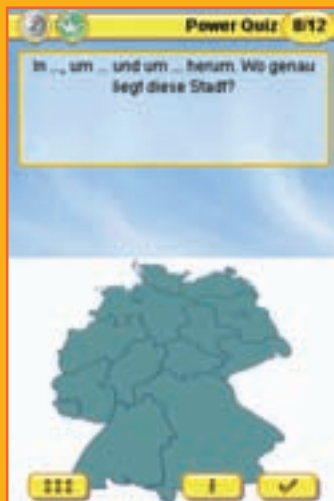 Power Quiz 8/12
In ..., um ... und um ... herum. Wo genau
liegt diese Stadt?
i